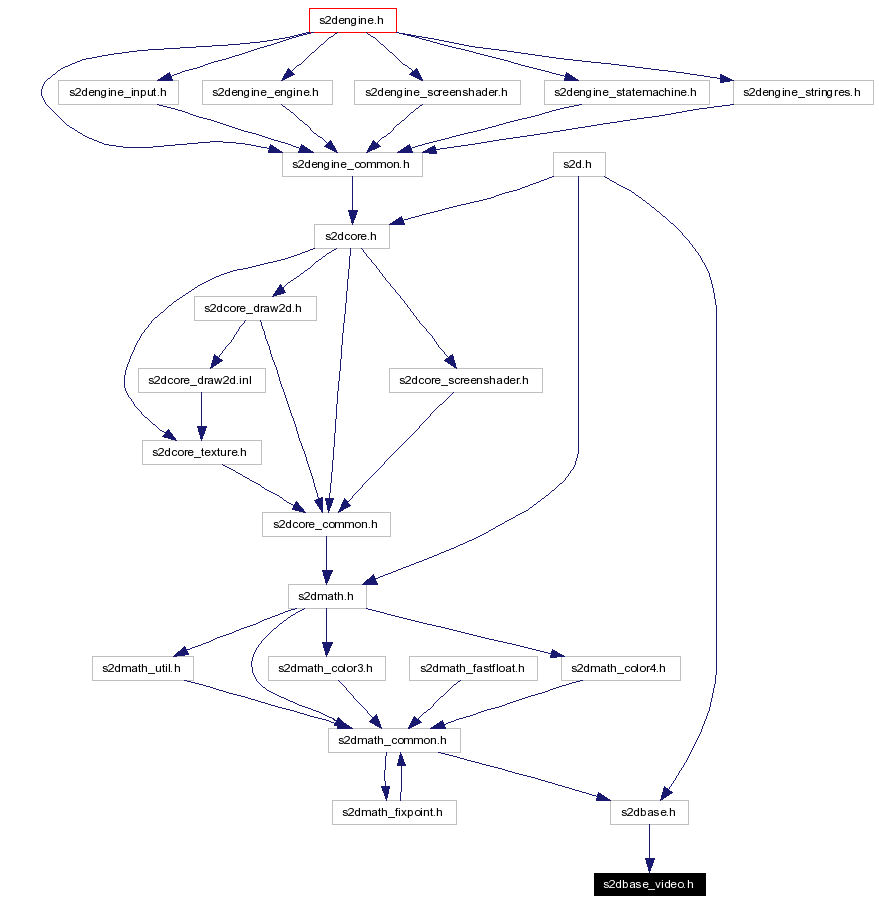 s2dengine.h
s2dengine_input.h
s2dengine_engine.h
s2dengine_screenshader.h
s2dengine_statemachine.h
s2dengine_stringres.h
s2dengine_common.h
s2d.h
s2dcore.h
s2dcore_draw2d.h
s2dcore_draw2d.inl
s2dcore_screenshader.h
s2dcore_texture.h
s2dcore_common.h
s2dmath.h
s2dmath_util.h
s2dmath_color3.h
s2dmath_fastfloat.h
s2dmath_color4.h
s2dmath_common.h
s2dmath_fixpoint.h
s2dbase.h
s2dbase_video.h